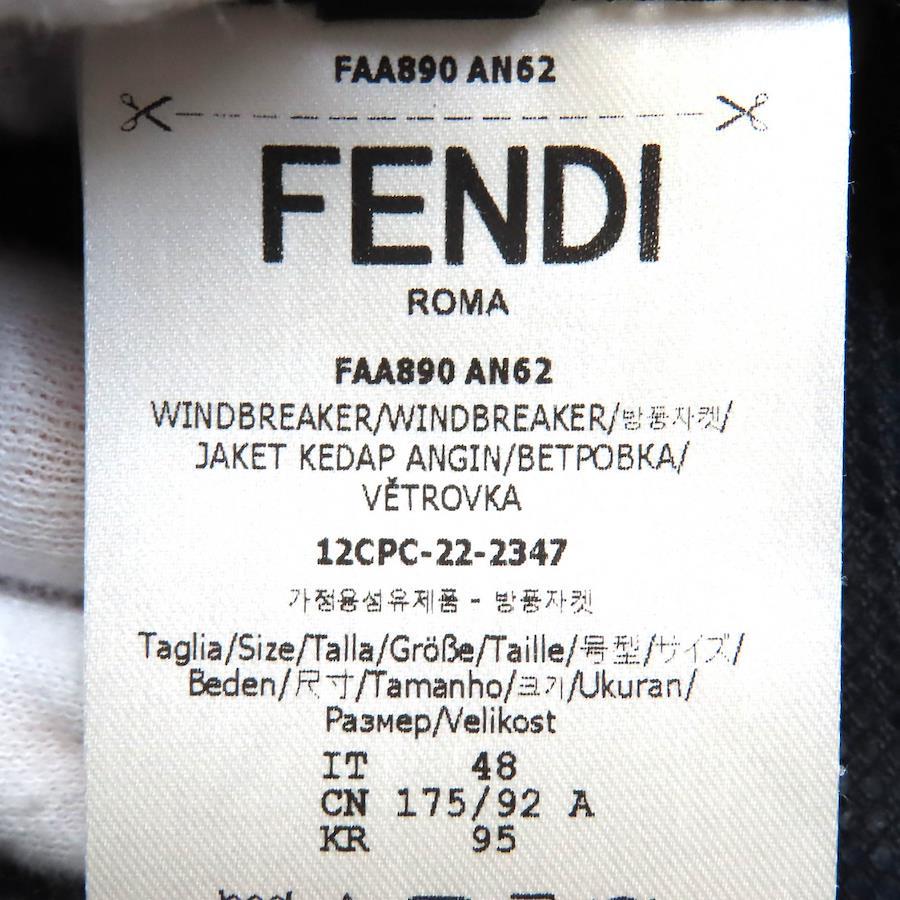 FAA890 AN62
FENDI
ROMA
FAA890 AN62
WINDBREAKER/WINDBREAKER/방풍자켓/
JAKET KEDAP ANGIN/ВЕТРОВКА/
VĚTROVKA
12CPC-22-2347
가정용섬유제품 - 방풍자켓
Taglia/Size/Talla/Größe/Taille/号型/サイズ/
Beden/尺寸/Tamanho/크기/Ukuran/
Размер/Velikost
IT 48
CN 175/92 A
KR 95